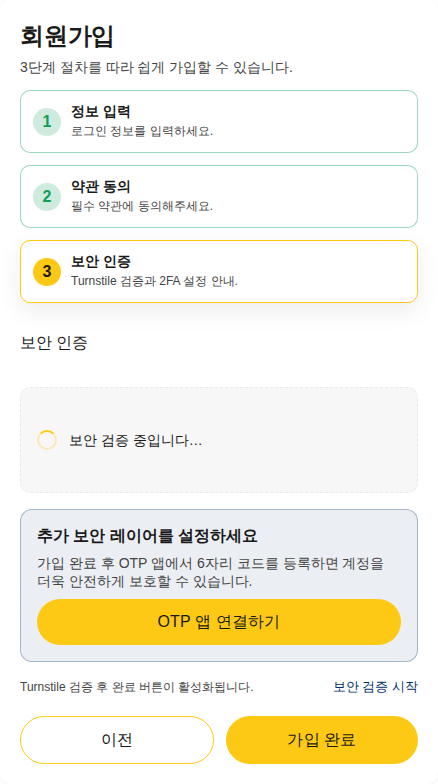 회원가입
3단계 절차를 따라 쉽게 가입할 수 있습니다.
1
정보 입력
로그인 정보를 입력하세요.
2
약관 동의
필수 약관에 동의해주세요.
3
보안 인증
Turnstile 검증과 2FA 설정 안내.
보안 인증
보안 검증 중입니다…
추가 보안 레이어를 설정하세요
가입 완료 후 OTP 앱에서 6자리 코드를 등록하면 계정을
더욱 안전하게 보호할 수 있습니다.
OTP 앱 연결하기
Turnstile 검증 후 완료 버튼이 활성화됩니다.
보안 검증 시작
이전
가입 완료